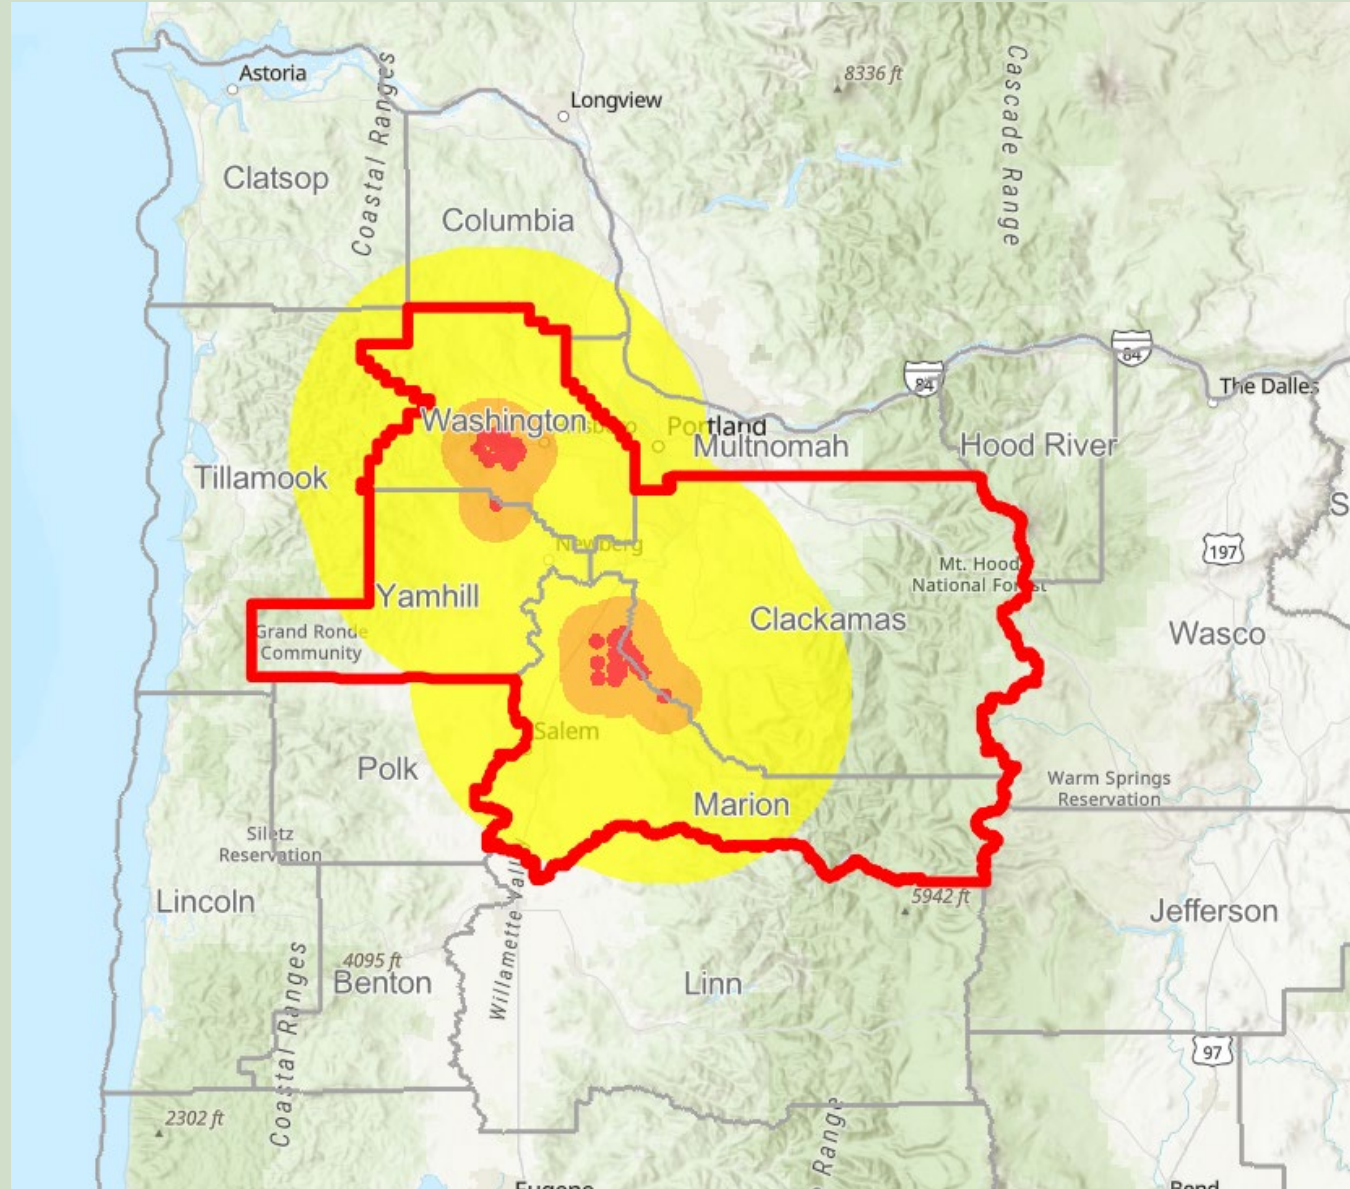 Astoria
Coastal Ranges
Longview
8336 ft
Cascade Range
Clatsop
Columbia
84
84
The Dalles
Washington
Portland
Multnomah
Hood River
Tillamook
S
197
Newberg
Mt. Hood
National Forest
Yamhill
Clackamas
Wasco
Grand Ronde
Community
Salem
Polk
Marion
Warm Springs
Reservation
Siletz
Reservation
Lincoln
5942 ft
Jefferson
Willamette Vall
4095 ft
Benton
Linn
Coastal Ranges
97
2302 ft
Range
Eugene
Bend